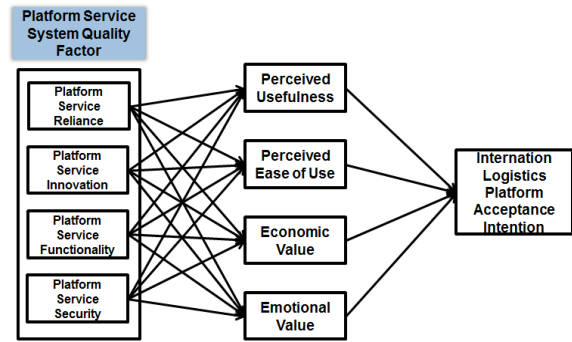 Platform Service
System Quality
Factor
Platform
Service
Reliance
Platform
Service
Innovation
Platform
Service
Functionality
Platform
Service
Security
Perceived
Usefulness
Perceived
Ease of Use
Economic
Value
Emotional
Value
Internation
Logistics
Platform
Acceptance
Intention